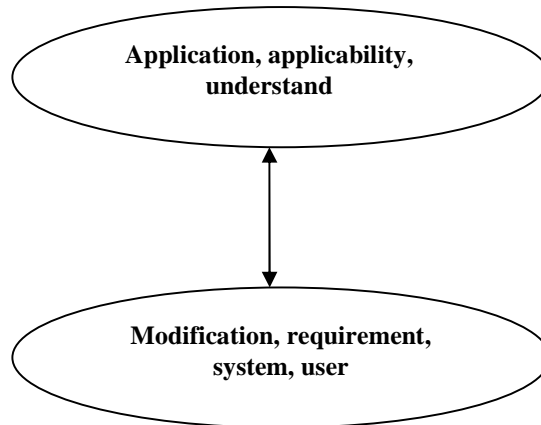 Application, applicability,
understand
Modification, requirement,
system, user